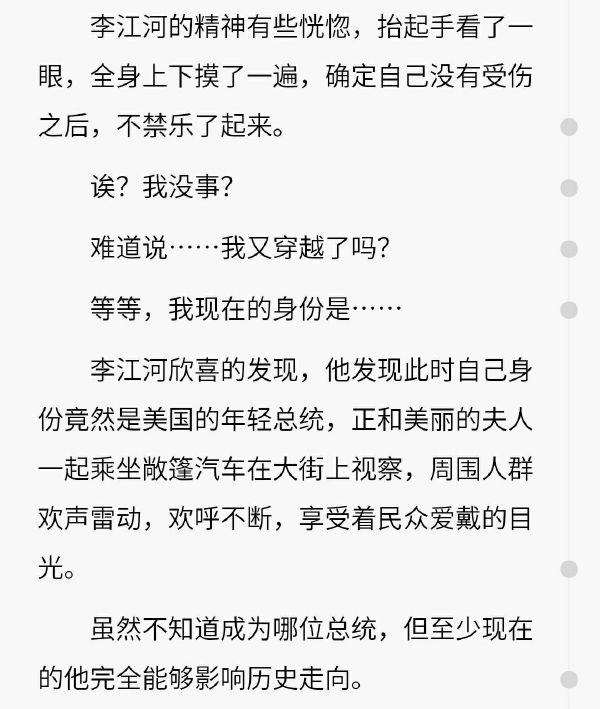 李江河的精神有些恍惚，抬起手看了一
眼，全身上下摸了一遍，确定自己没有受伤
之后，不禁乐了起来。
诶？我没事？
难道说……我又穿越了吗？
等等，我现在的身份是……
李江河欣喜的发现，他发现此时自己身
份竟然是美国的年轻总统，正和美丽的夫人
一起乘坐敞篷汽车在大街上视察，周围人群
欢声雷动，欢呼不断，享受着民众爱戴的目
光。
虽然不知道成为哪位总统，但至少现在
的他完全能够影响历史走向。